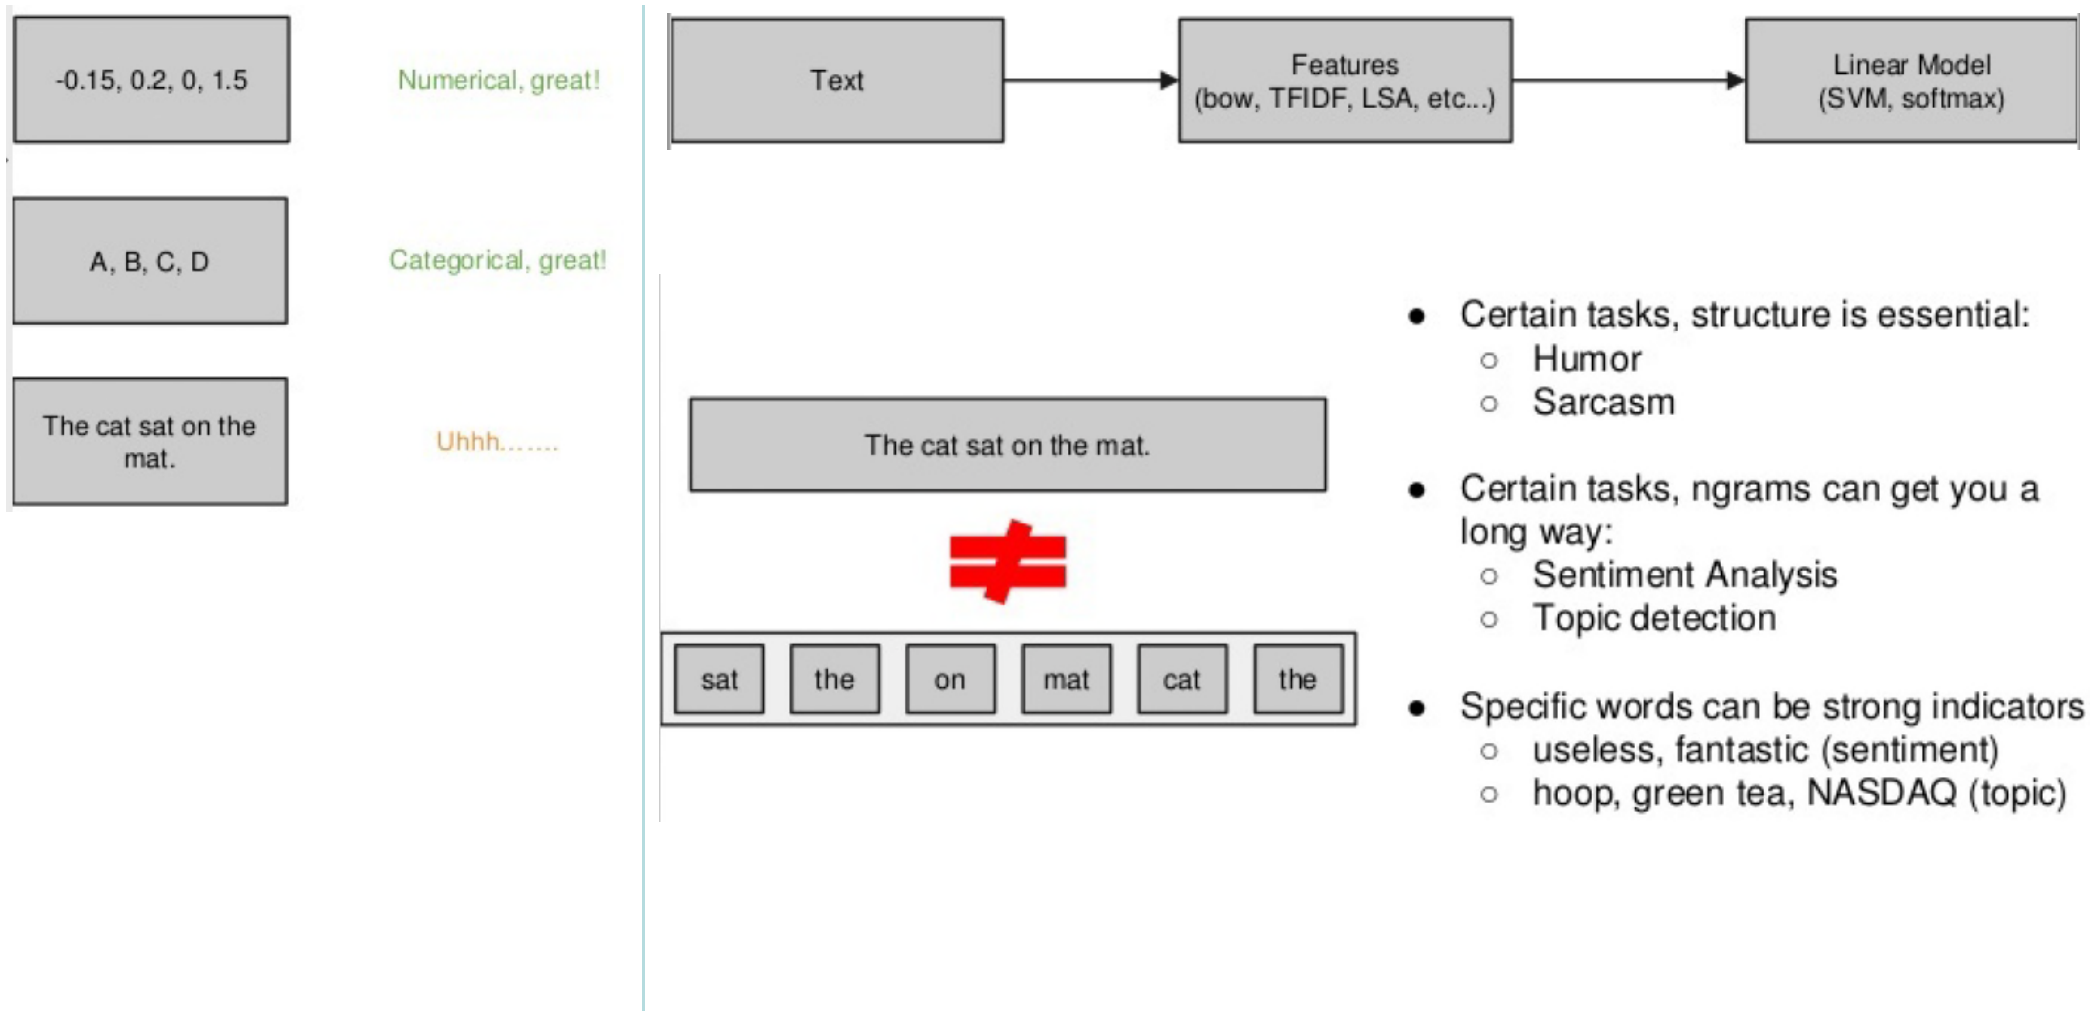 -0.15, 0.2, 0, 1.5
Numerical, great!
A, B, C, D
Categorical, great!
The cat sat on the
mat.
Uhhh.......
Text
Features
(bow, TFIDF, LSA, etc...)
Linear Model
(SVM, softmax)
The cat sat on the mat.
≠
sat the on mat cat the
● Certain tasks, structure is essential:
○ Humor
○ Sarcasm
● Certain tasks, ngrams can get you a
long way:
○ Sentiment Analysis
○ Topic detection
● Specific words can be strong indicators
○ useless, fantastic (sentiment)
○ hoop, green tea, NASDAQ (topic)